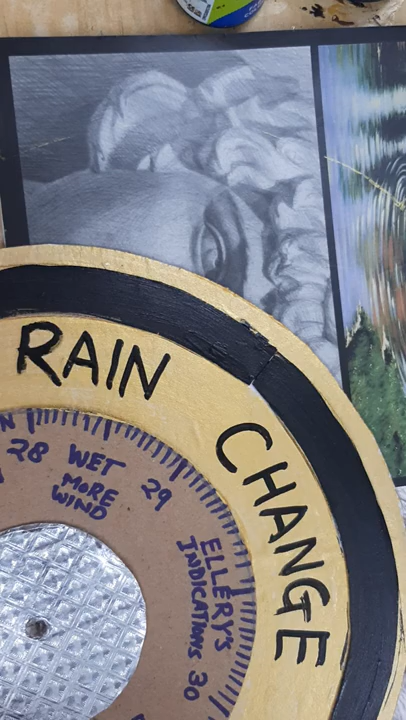 RAIN
CHANGE
28
WET
MORE
WIND
29
ELLERY'S
INDICATIONS
30